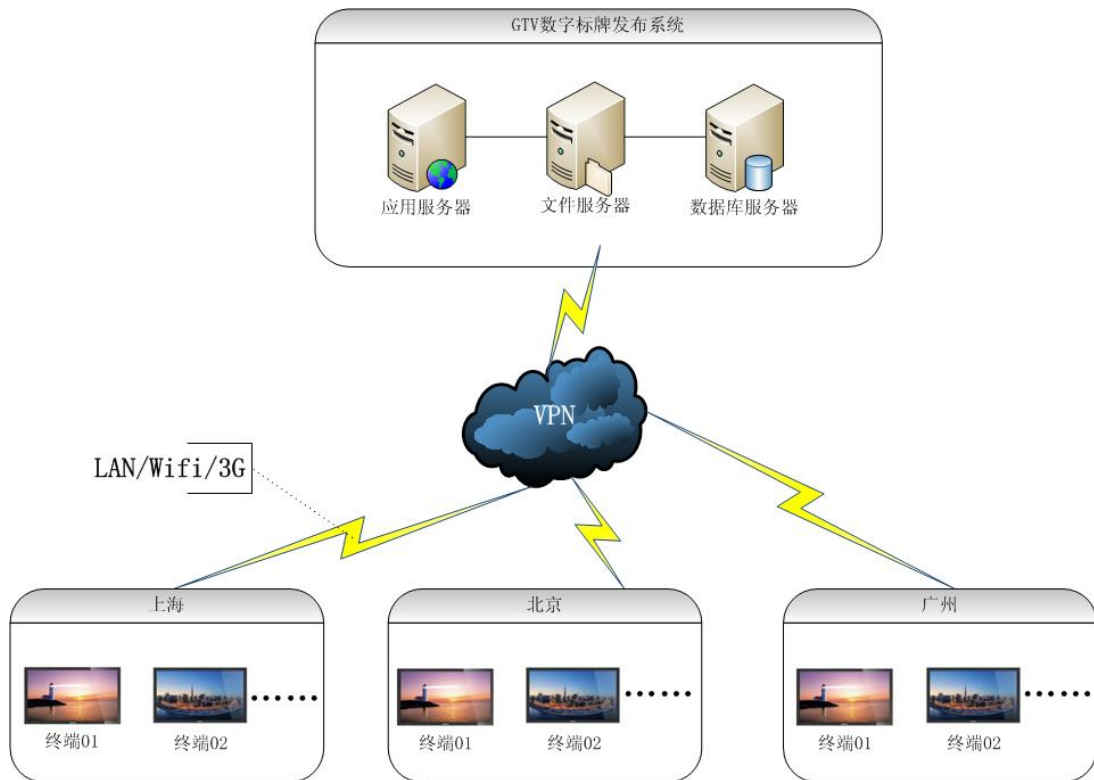 GTV数字标牌发布系统
应用服务器
文件服务器
数据库服务器
VPN
LAN/Wifi/3G
上海
北京
广州
终端01
终端02
······
终端01
终端02
······
终端01
终端02
······